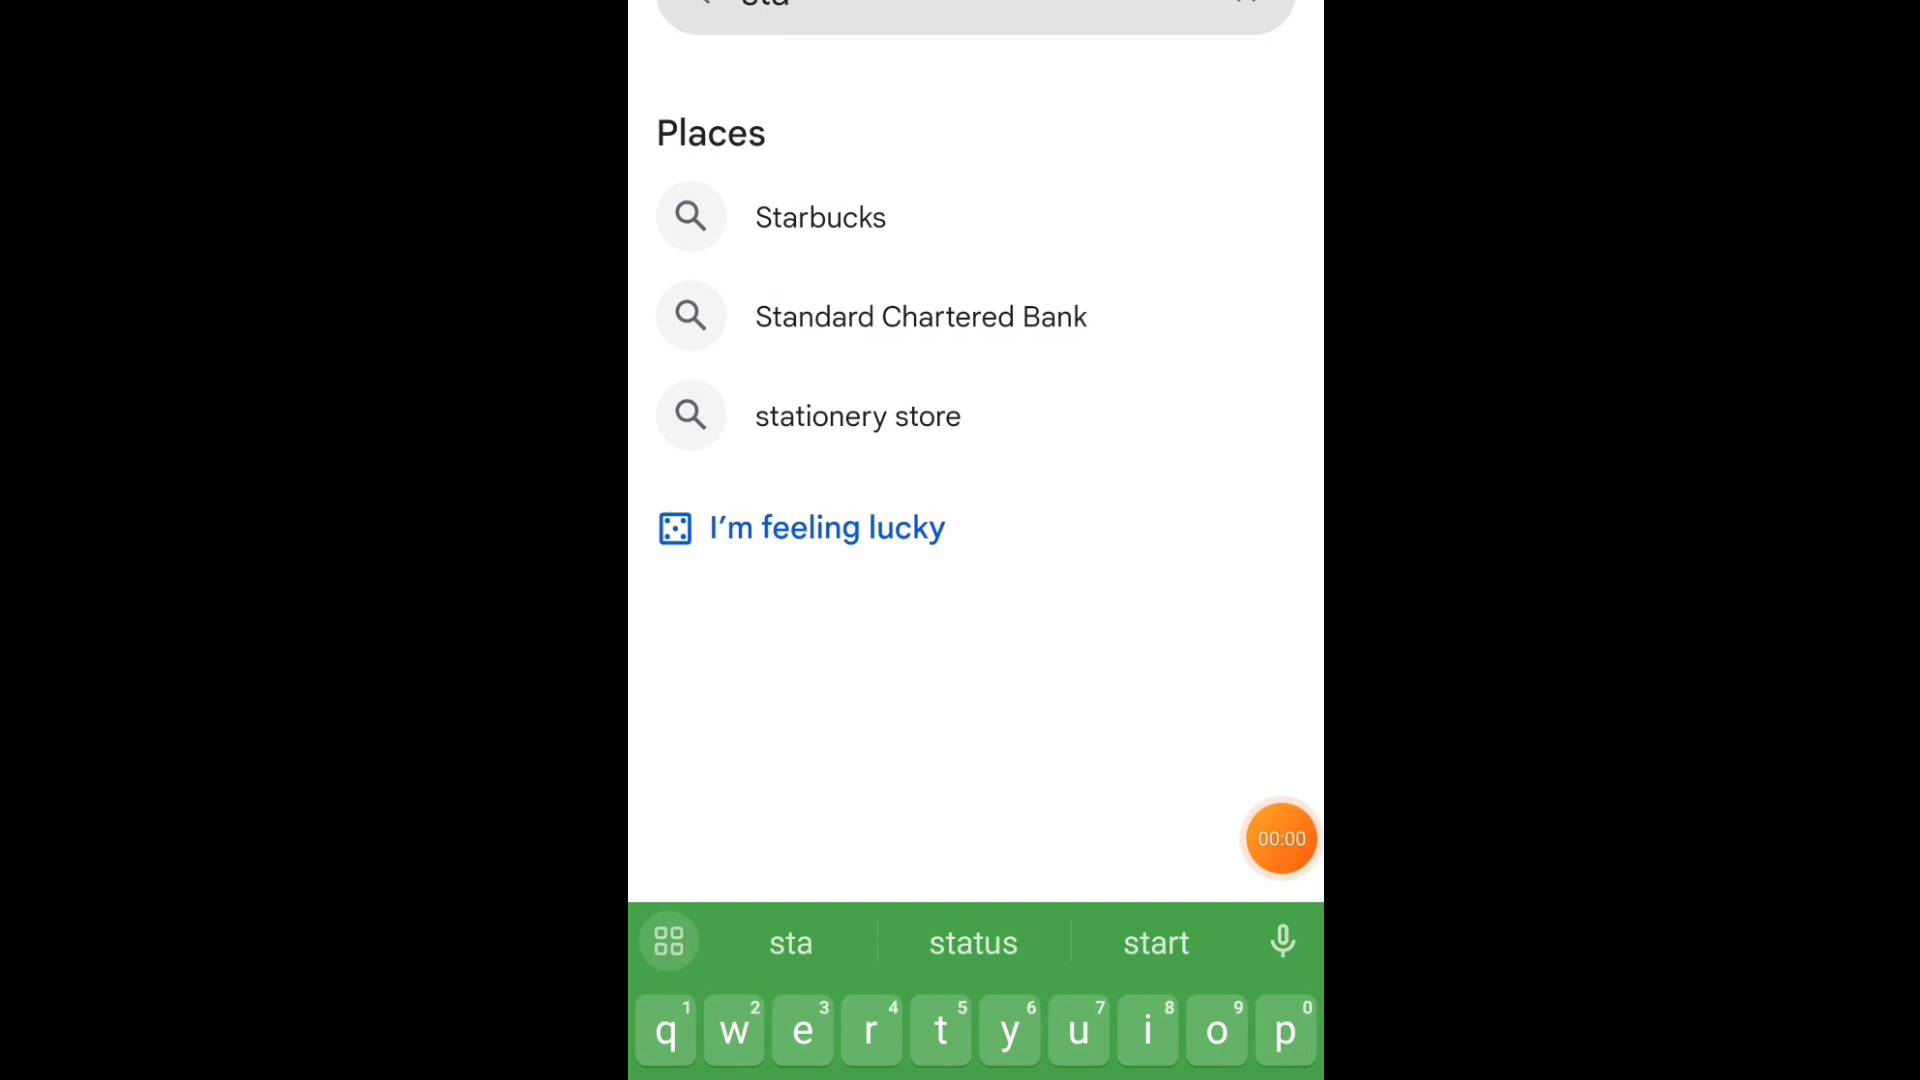 sta
Places
Starbucks
Standard Chartered Bank
stationery store
I’m feeling lucky
00:00
sta status start
1 2 3 4 5 6 7 8 9 0
q w e r t y u i o p